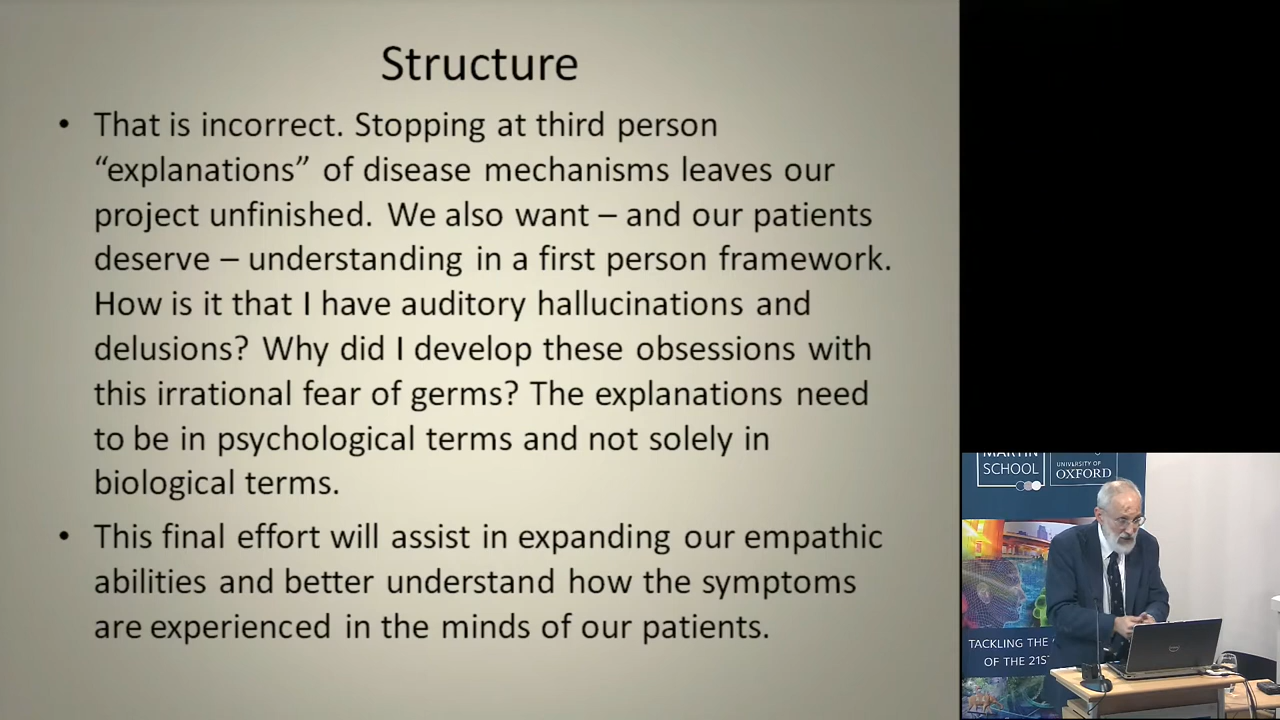 Structure
• That is incorrect. Stopping at third person
“explanations” of disease mechanisms leaves our
project unfinished. We also want – and our patients
deserve – understanding in a first person framework.
How is it that I have auditory hallucinations and
delusions? Why did I develop these obsessions with
this irrational fear of germs? The explanations need
to be in psychological terms and not solely in
biological terms.
• This final effort will assist in expanding our empathic
abilities and better understand how the symptoms
are experienced in the minds of our patients.
MARTIN
SCHOOL
UNIVERSITY OF
OXFORD
TACKLING THE
OF THE 21ST